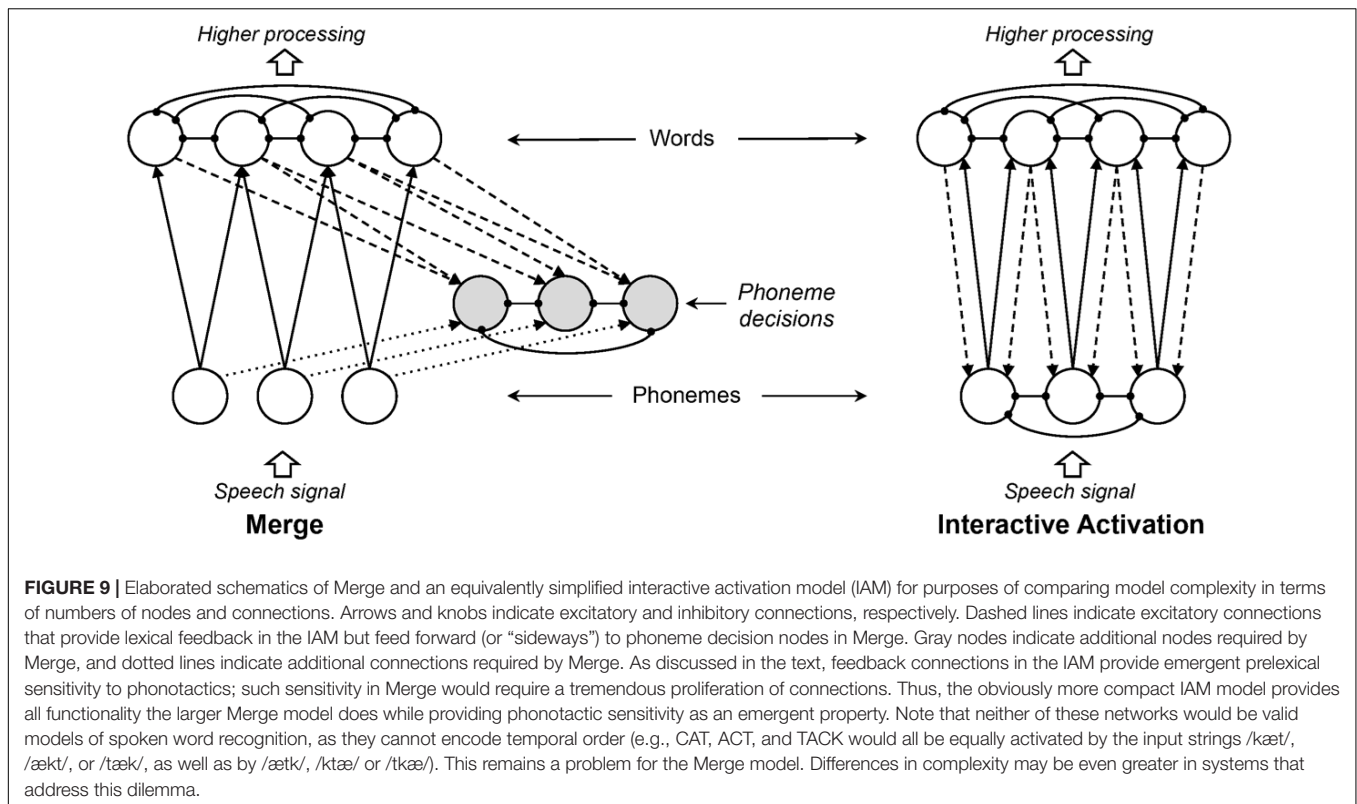 Higher processing
Higher processing
Words
Phoneme
decisions
Phonemes
Speech signal
Speech signal
Merge
Interactive Activation
FIGURE 9 | Elaborated schematics of Merge and an equivalently simplified interactive activation model (IAM) for purposes of comparing model complexity in terms
of numbers of nodes and connections. Arrows and knobs indicate excitatory and inhibitory connections, respectively. Dashed lines indicate excitatory connections
that provide lexical feedback in the IAM but feed forward (or “sideways”) to phoneme decision nodes in Merge. Gray nodes indicate additional nodes required by
Merge, and dotted lines indicate additional connections required by Merge. As discussed in the text, feedback connections in the IAM provide emergent prelexical
sensitivity to phonotactics; such sensitivity in Merge would require a tremendous proliferation of connections. Thus, the obviously more compact IAM model provides
all functionality the larger Merge model does while providing phonotactic sensitivity as an emergent property. Note that neither of these networks would be valid
models of spoken word recognition, as they cannot encode temporal order (e.g., CAT, ACT, and TACK would all be equally activated by the input strings /kæt/,
/ækt/, or /tæk/, as well as by /ætk/, /ktæ/ or /tkæ/). This remains a problem for the Merge model. Differences in complexity may be even greater in systems that
address this dilemma.